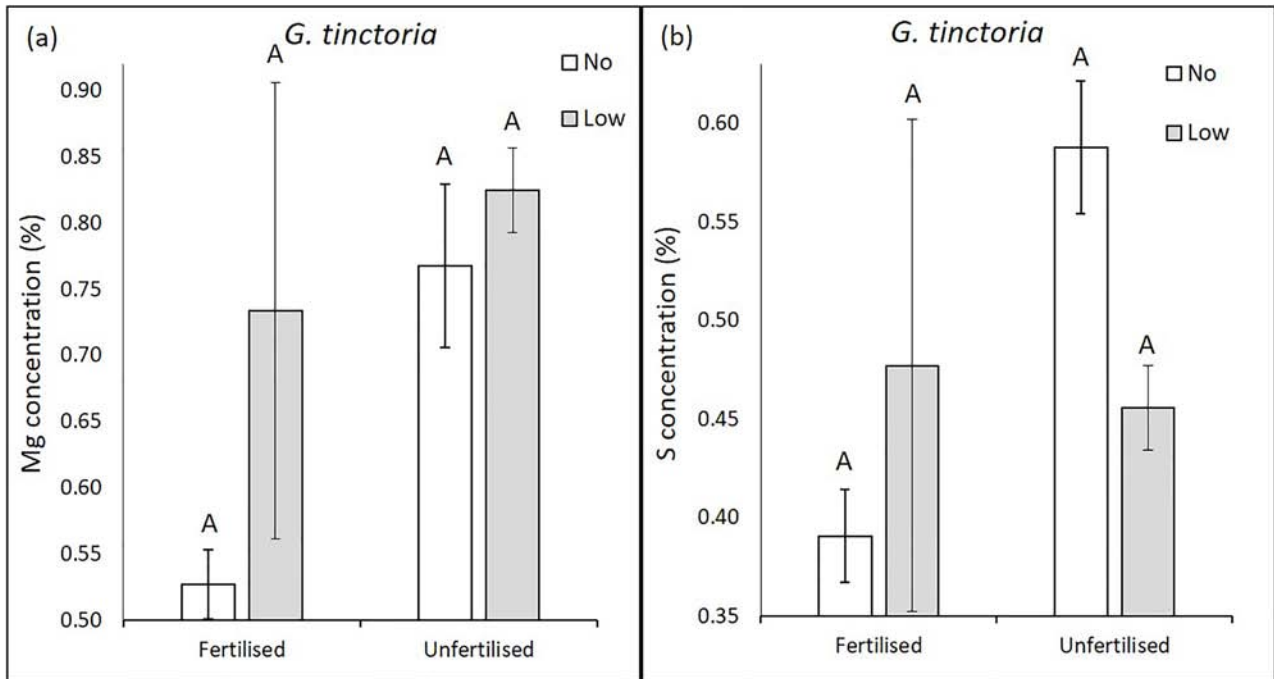 (a)
G. tinctoria
No
Low
Mg concentration (%)
0.90
0.85
0.80
0.75
0.70
0.65
0.60
0.55
0.50
A
A
A
A
Fertilised
Unfertilised
(b)
G. tinctoria
No
Low
S concentration (%)
0.60
0.55
0.50
0.45
0.40
0.35
A
A
A
A
Fertilised
Unfertilised